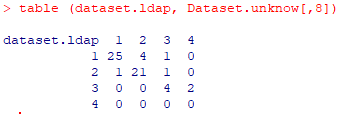 > table (dataset.ldap, Dataset.unknow[,8])
dataset.ldap 1 2 3 4
1 25 4 1 0
2 1 21 1 0
3 0 0 4 2
4 0 0 0 0